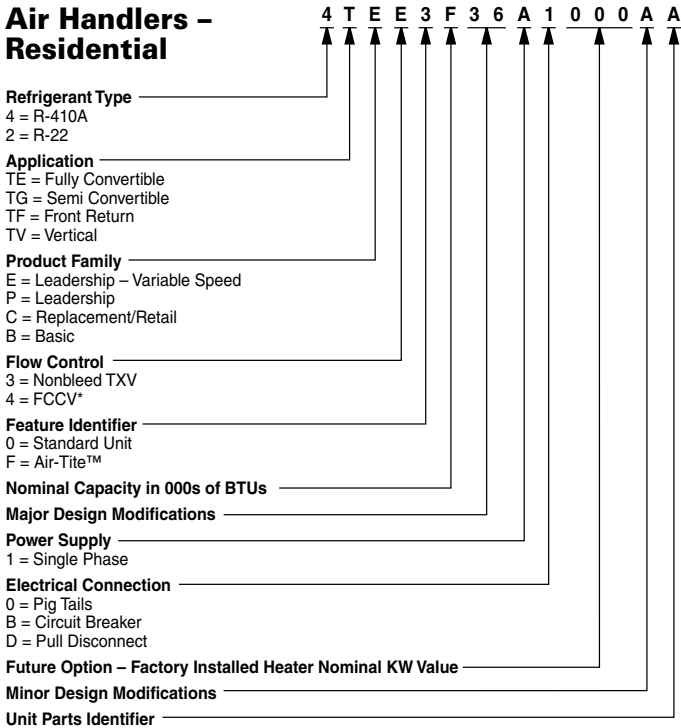 Air Handlers –
Residential
4 T E E 3 F 3 6 A 1 0 0 0 A A
Refrigerant Type
4 = R-410A
2 = R-22
Application
TE = Fully Convertible
TG = Semi Convertible
TF = Front Return
TV = Vertical
Product Family
E = Leadership – Variable Speed
P = Leadership
C = Replacement/Retail
B = Basic
Flow Control
3 = Nonbleed TXV
4 = FCCV*
Feature Identifier
0 = Standard Unit
F = Air-Tite™
Nominal Capacity in 000s of BTUs
Major Design Modifications
Power Supply
1 = Single Phase
Electrical Connection
0 = Pig Tails
B = Circuit Breaker
D = Pull Disconnect
Future Option – Factory Installed Heater Nominal KW Value
Minor Design Modifications
Unit Parts Identifier